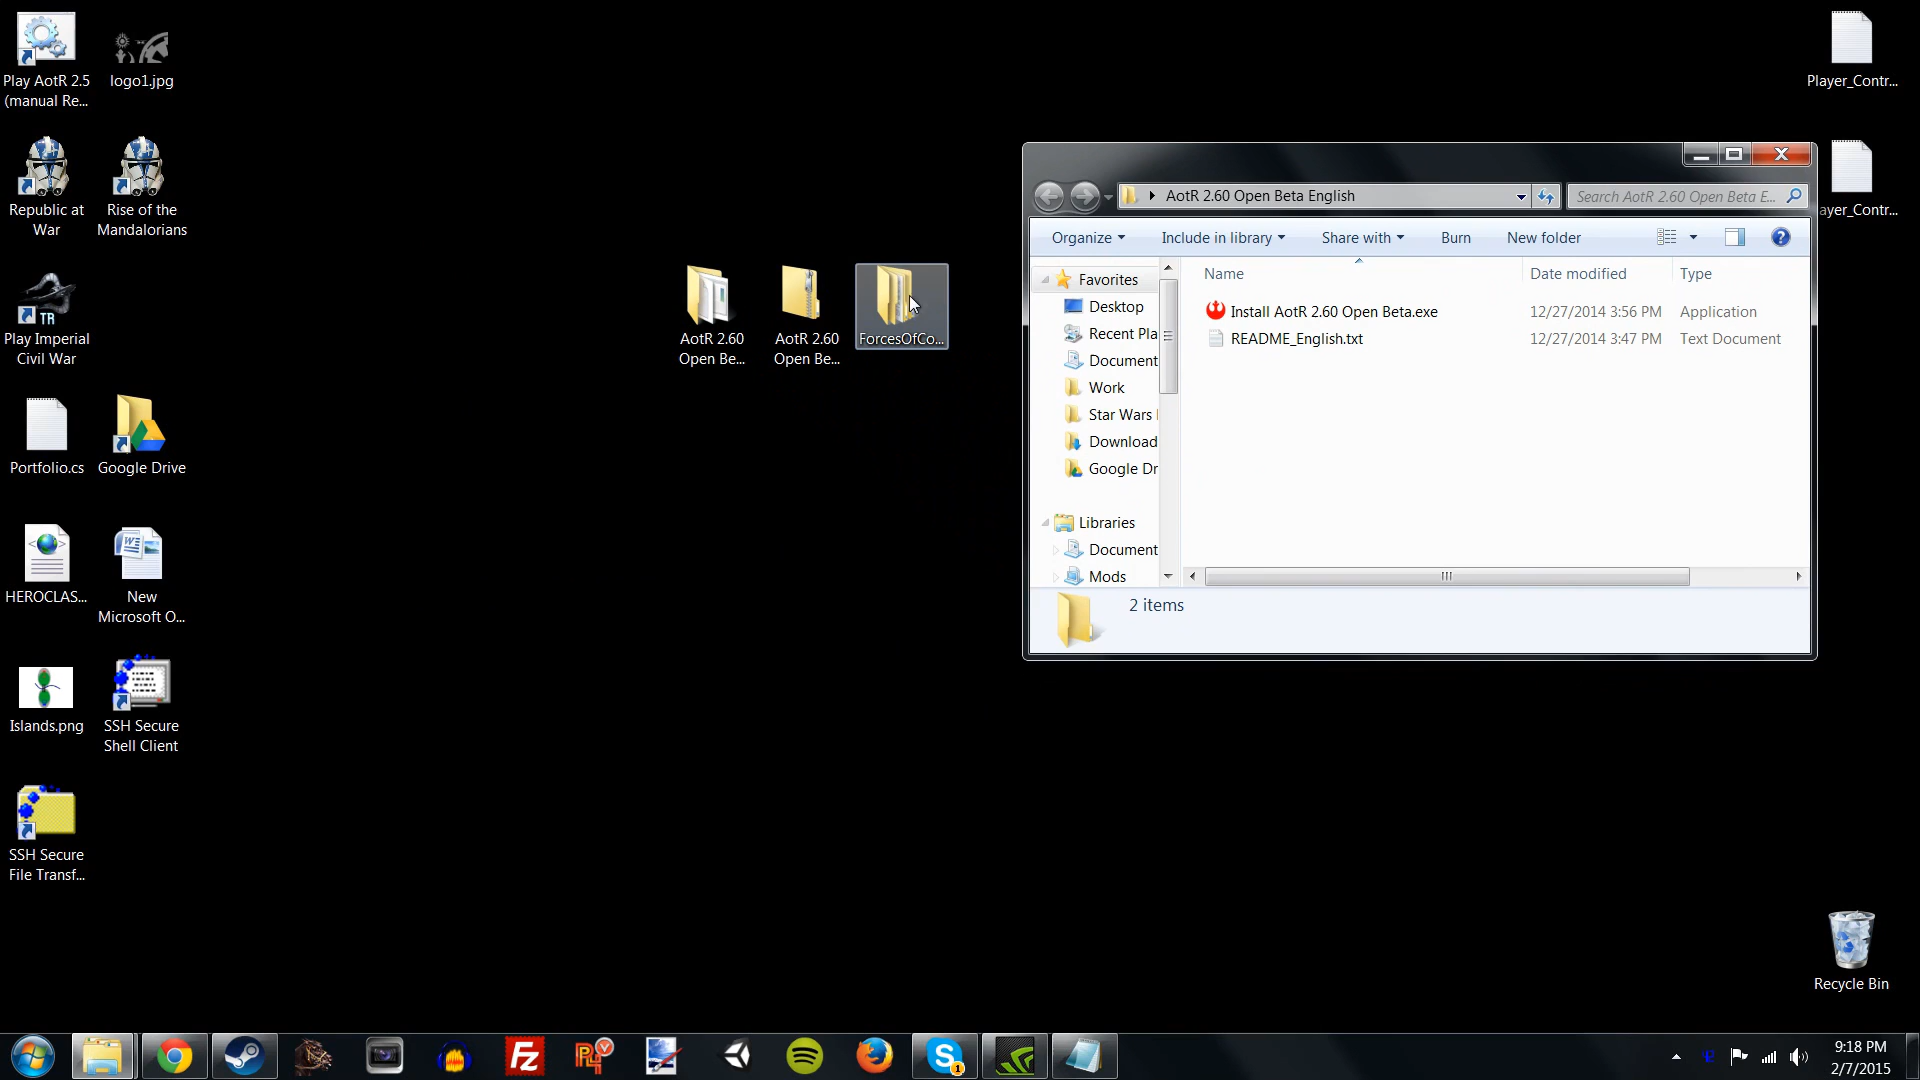 Play AotR 2.5
(manual Re...
logo1.jpg
Republic at
War
Rise of the
Mandalorians
TR
Play Imperial
Civil War
Portfolio.cs
Google Drive
HEROCLAS...
New
Microsoft O...
Islands.png
SSH Secure
Shell Client
SSH Secure
File Transf...
AotR 2.60
Open Be...
AotR 2.60
Open Be...
ForcesOfCo...
AotR 2.60 Open Beta English
Search AotR 2.60 Open Beta E...
Organize
Include in library
Share with
Burn
New folder
Name
Date modified
Type
Install AotR 2.60 Open Beta.exe
12/27/2014 3:56 PM
Application
README_English.txt
12/27/2014 3:47 PM
Text Document
Favorites
Desktop
Recent Pla
Document
Work
Star Wars
Download
Google Dr
Libraries
Document
Mods
2 items
Player_Contr...
ayer_Contr...
Recycle Bin
9:18 PM
2/7/2015